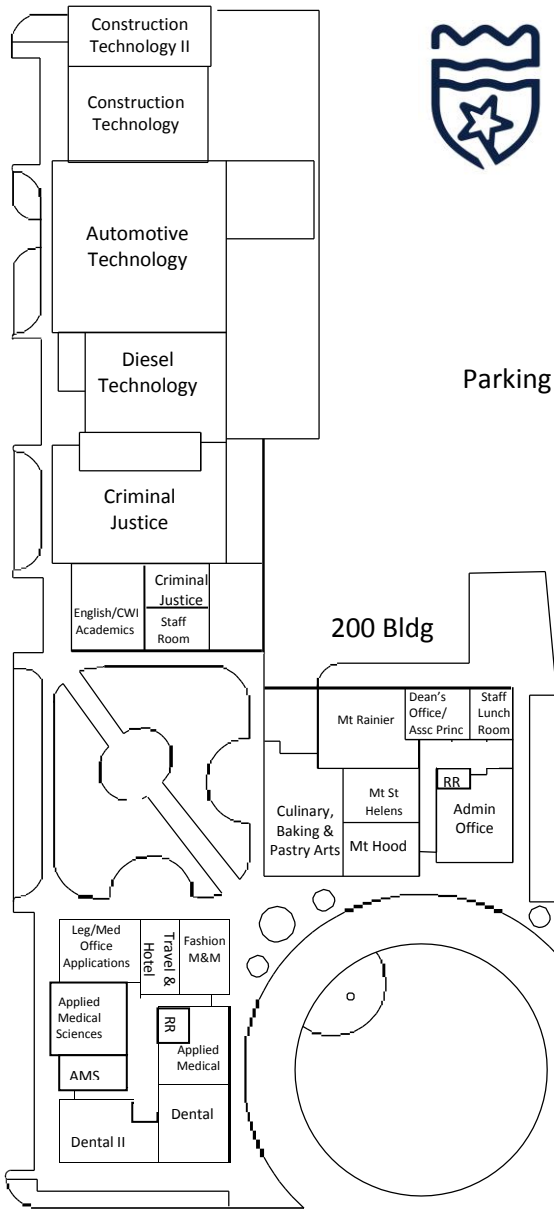 Construction
Technology II
Construction
Technology
Automotive
Technology
Diesel
Technology
Parking
Criminal
Justice
Criminal
Justice
English/CWI
Academics
Staff
Room
200 Bldg
Mt Rainier
Dean's
Office/
Assc Princ
Staff
Lunch
Room
Culinary,
Baking &
Pastry Arts
Mt St
Helens
Mt Hood
RR
Admin
Office
Leg/Med
Office
Applications
Travel &
Hotel
Fashion
M&M
Applied
Medical
Sciences
RR
Applied
Medical
AMS
Dental
Dental II